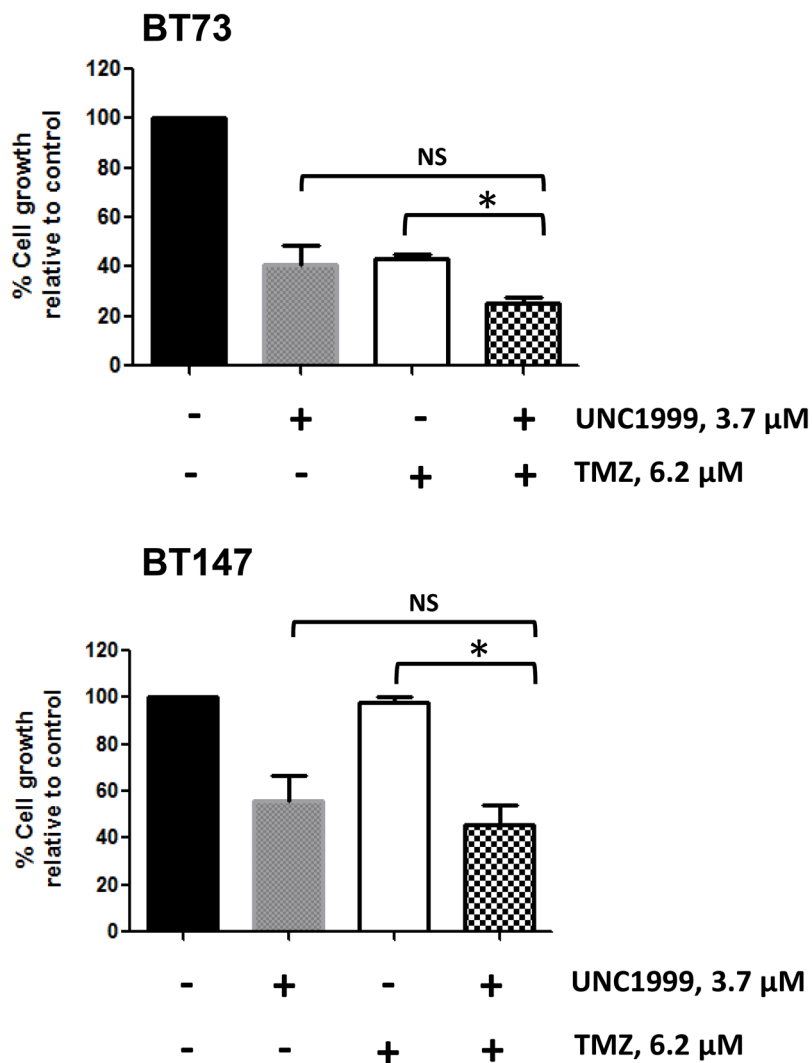 BT73
120
100
80
60
40
20
0
% Cell growth
relative to control
NS
*
- + - + UNC1999, 3.7 µM
- - + + TMZ, 6.2 µM
BT147
120
100
80
60
40
20
0
% Cell growth
relative to control
NS
*
- + - + UNC1999, 3.7 µM
- - + + TMZ, 6.2 µM